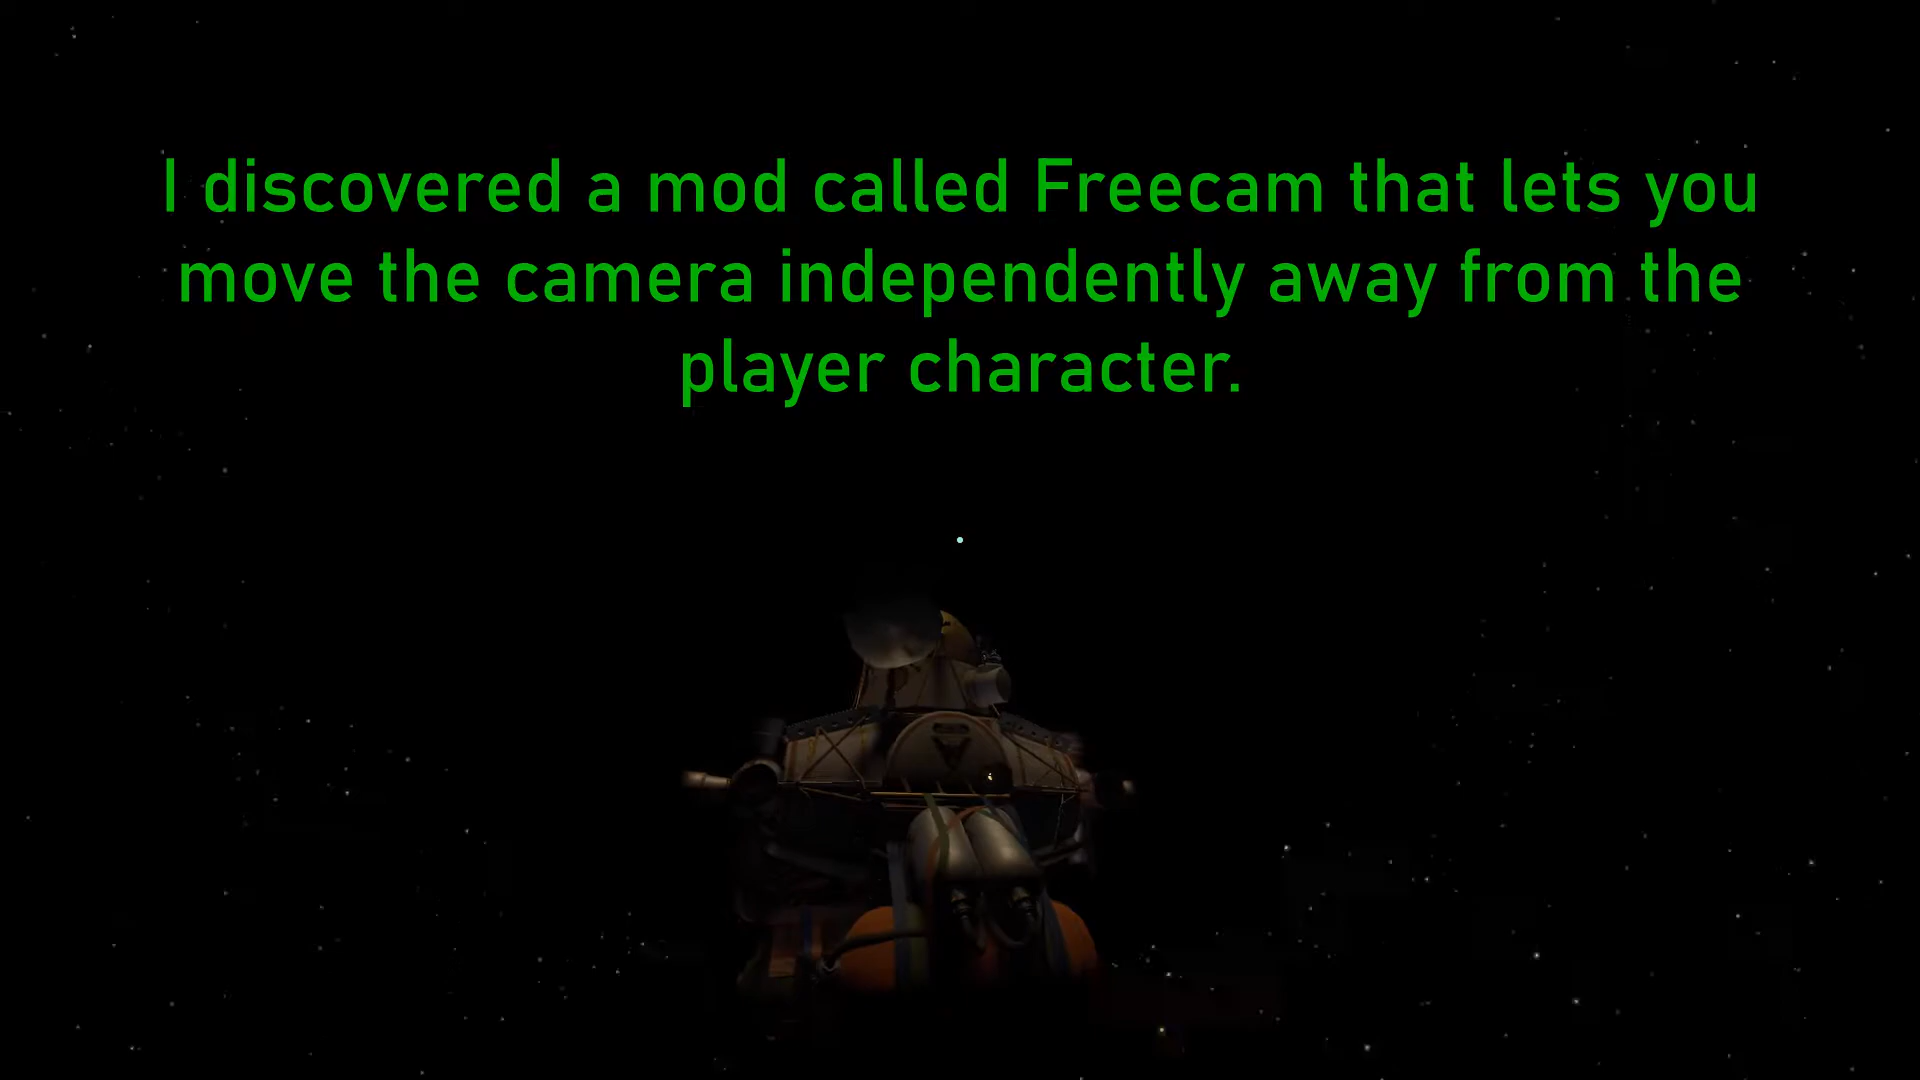 I discovered a mod called Freecam that lets you
move the camera independently away from the
player character.